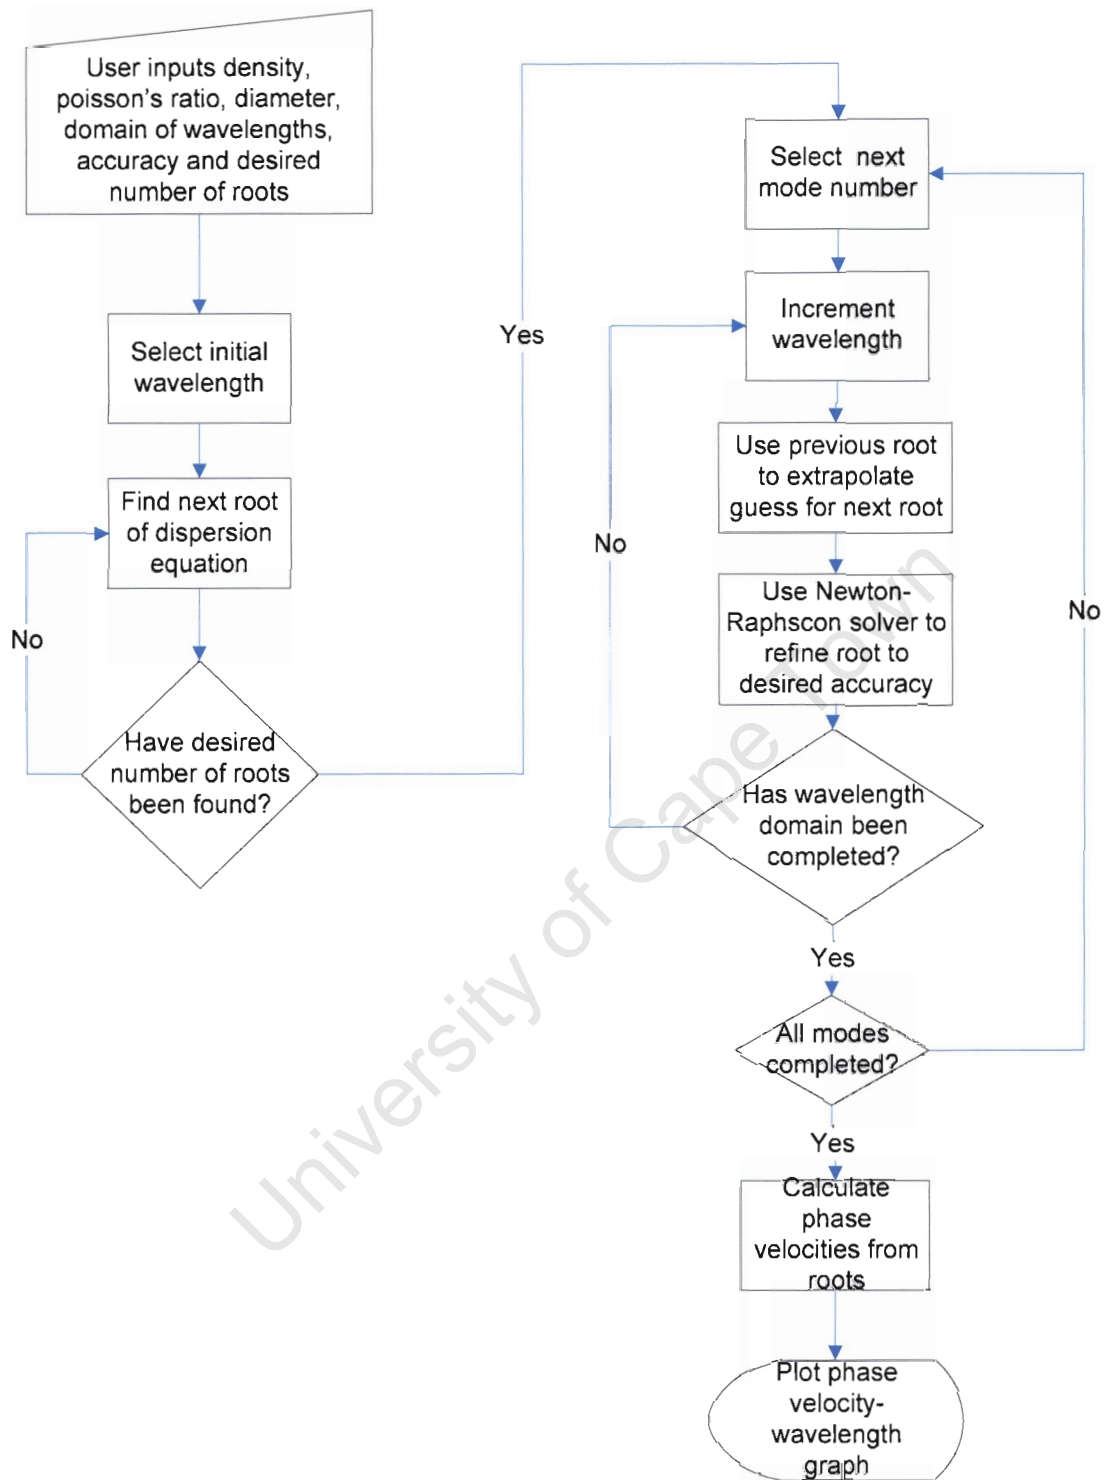 User inputs density,
poisson's ratio, diameter,
domain of wavelengths,
accuracy and desired
number of roots
Select initial
wavelength
Find next root
of dispersion
equation
No
Have desired
number of roots
been found?
Yes
Select next
mode number
Increment
wavelength
Use previous root
to extrapolate
guess for next root
No
Use Newton-
Raphscon solver to
refine root to
desired accuracy
No
Has wavelength
domain been
completed?
Yes
All modes
completed?
Yes
Calculate
phase
velocities from
roots
Plot phase
velocity-
wavelength
graph
University of Cape Town